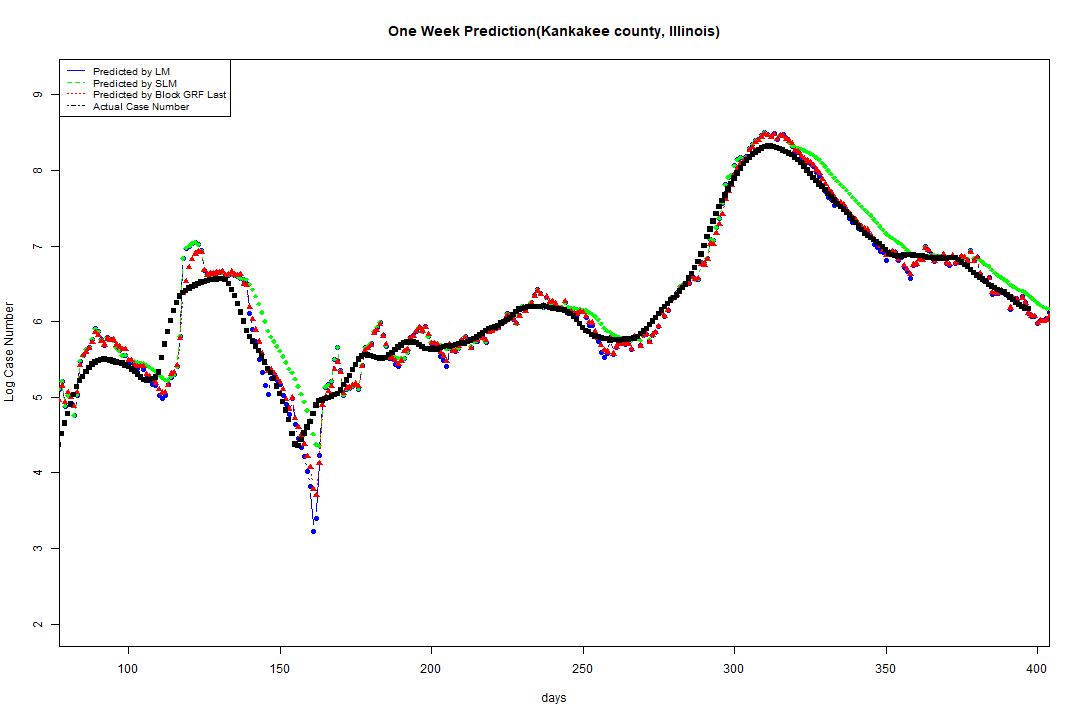 One Week Prediction(Kankakee county, Illinois)
Predicted by LM
Predicted by SLM
Predicted by Block GRF Last
Actual Case Number
Log Case Number
9
8
7
6
5
4
3
2
100 150 200 250 300 350 400
days